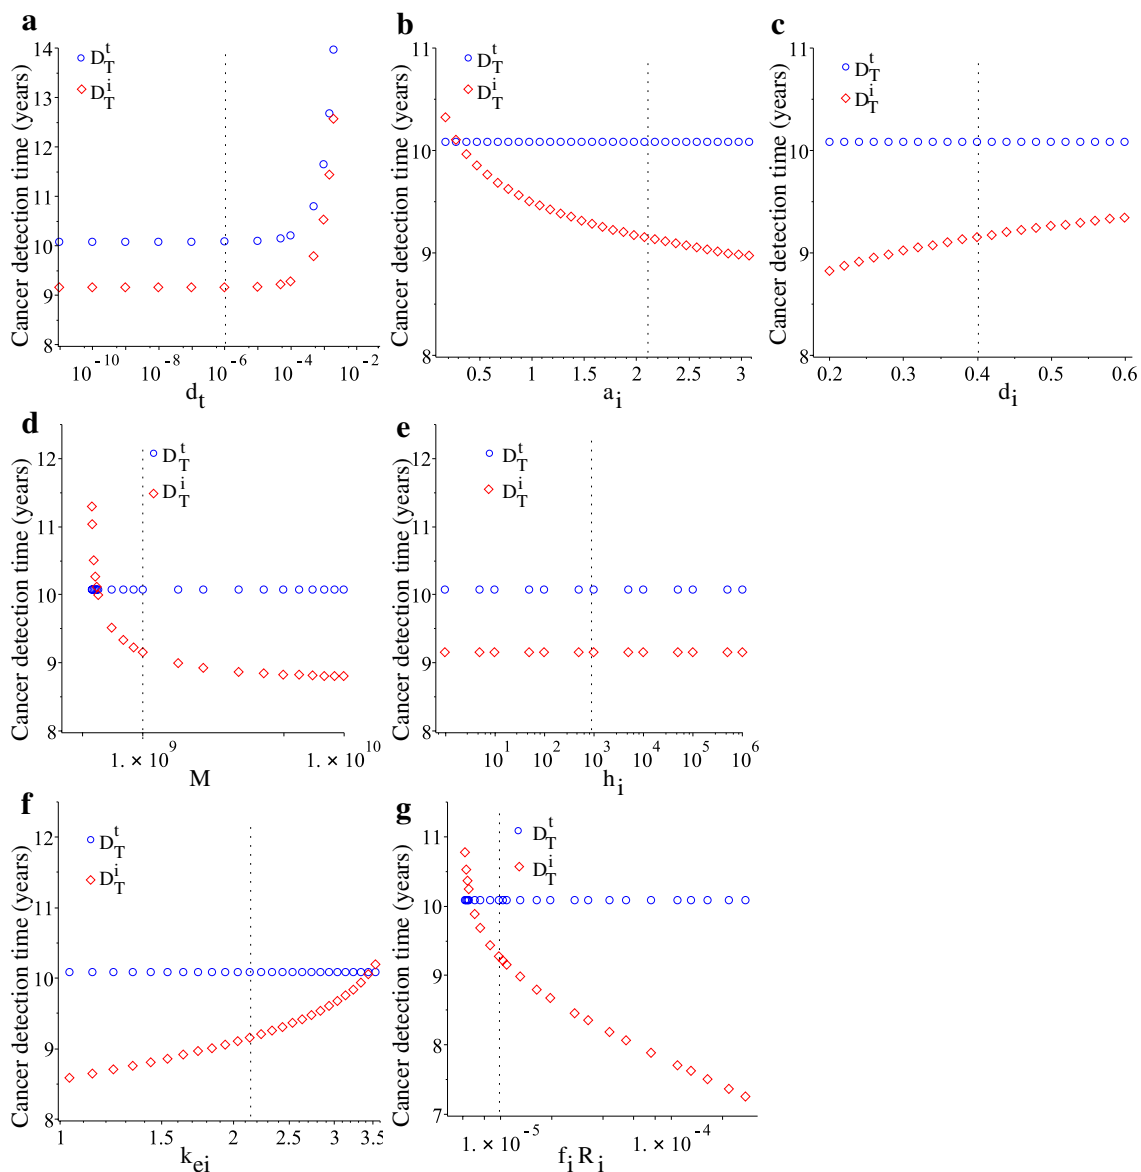 a
Cancer detection time (years)
14
13
12
11
10
9
8
D_T^t
D_T^i
10^-10
10^-8
10^-6
10^-4
10^-2
d_t
b
Cancer detection time (years)
11
10
9
8
D_T^t
D_T^i
0.5
1
1.5
2
2.5
3
a_i
c
Cancer detection time (years)
11
10
9
8
D_T^t
D_T^i
0.2
0.3
0.4
0.5
0.6
d_i
d
Cancer detection time (years)
12
11
10
9
8
D_T^t
D_T^i
1. × 10^9
1. × 10^10
M
e
Cancer detection time (years)
12
11
10
9
8
D_T^t
D_T^i
10^1
10^2
10^3
10^4
10^5
10^6
h_i
f
Cancer detection time (years)
12
11
10
9
8
D_T^t
D_T^i
1
1.5
2
2.5
3
3.5
k_ei
g
Cancer detection time (years)
11
10
9
8
7
D_T^t
D_T^i
1. × 10^-5
1. × 10^-4
f_i R_i